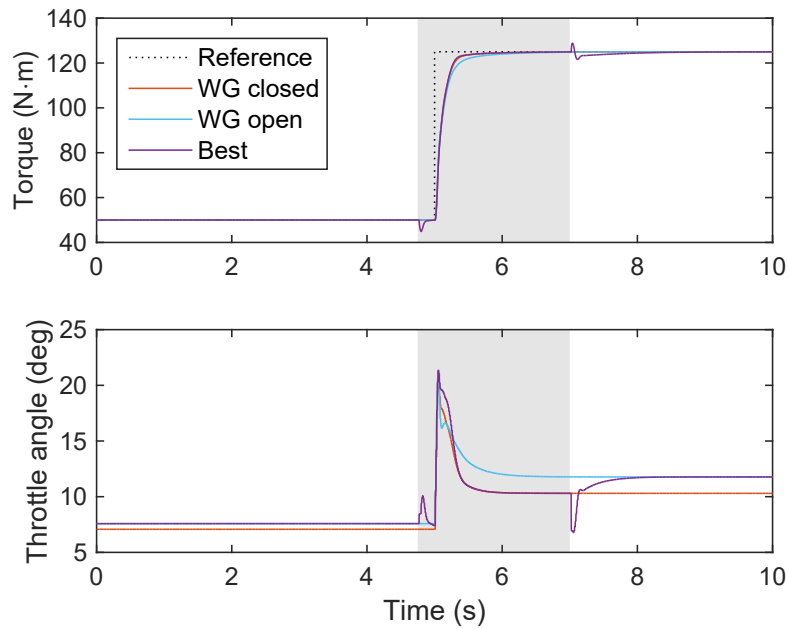 140
120
100
80
60
40
Torque (N·m)
Reference
WG closed
WG open
Best
0 2 4 6 8 10
25
20
15
10
5
Throttle angle (deg)
0 2 4 6 8 10
Time (s)